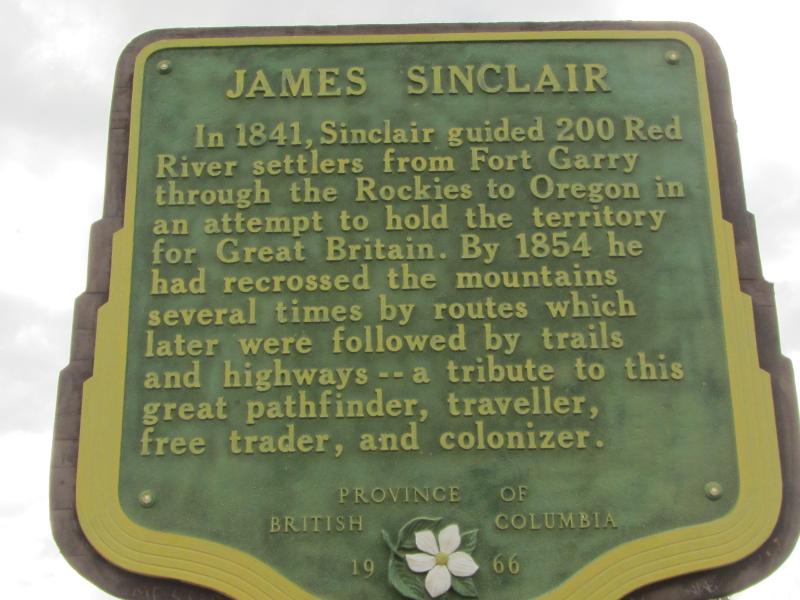 JAMES SINCLAIR
In 1841, Sinclair guided 200 Red
River settlers from Fort Garry
through the Rockies to Oregon in
an attempt to hold the territory
for Great Britain. By 1854 he
had recrossed the mountains
several times by routes which
later were followed by trails
and highways -- a tribute to this
great pathfinder, traveller,
free trader, and colonizer.
PROVINCE OF
BRITISH COLUMBIA
19 66